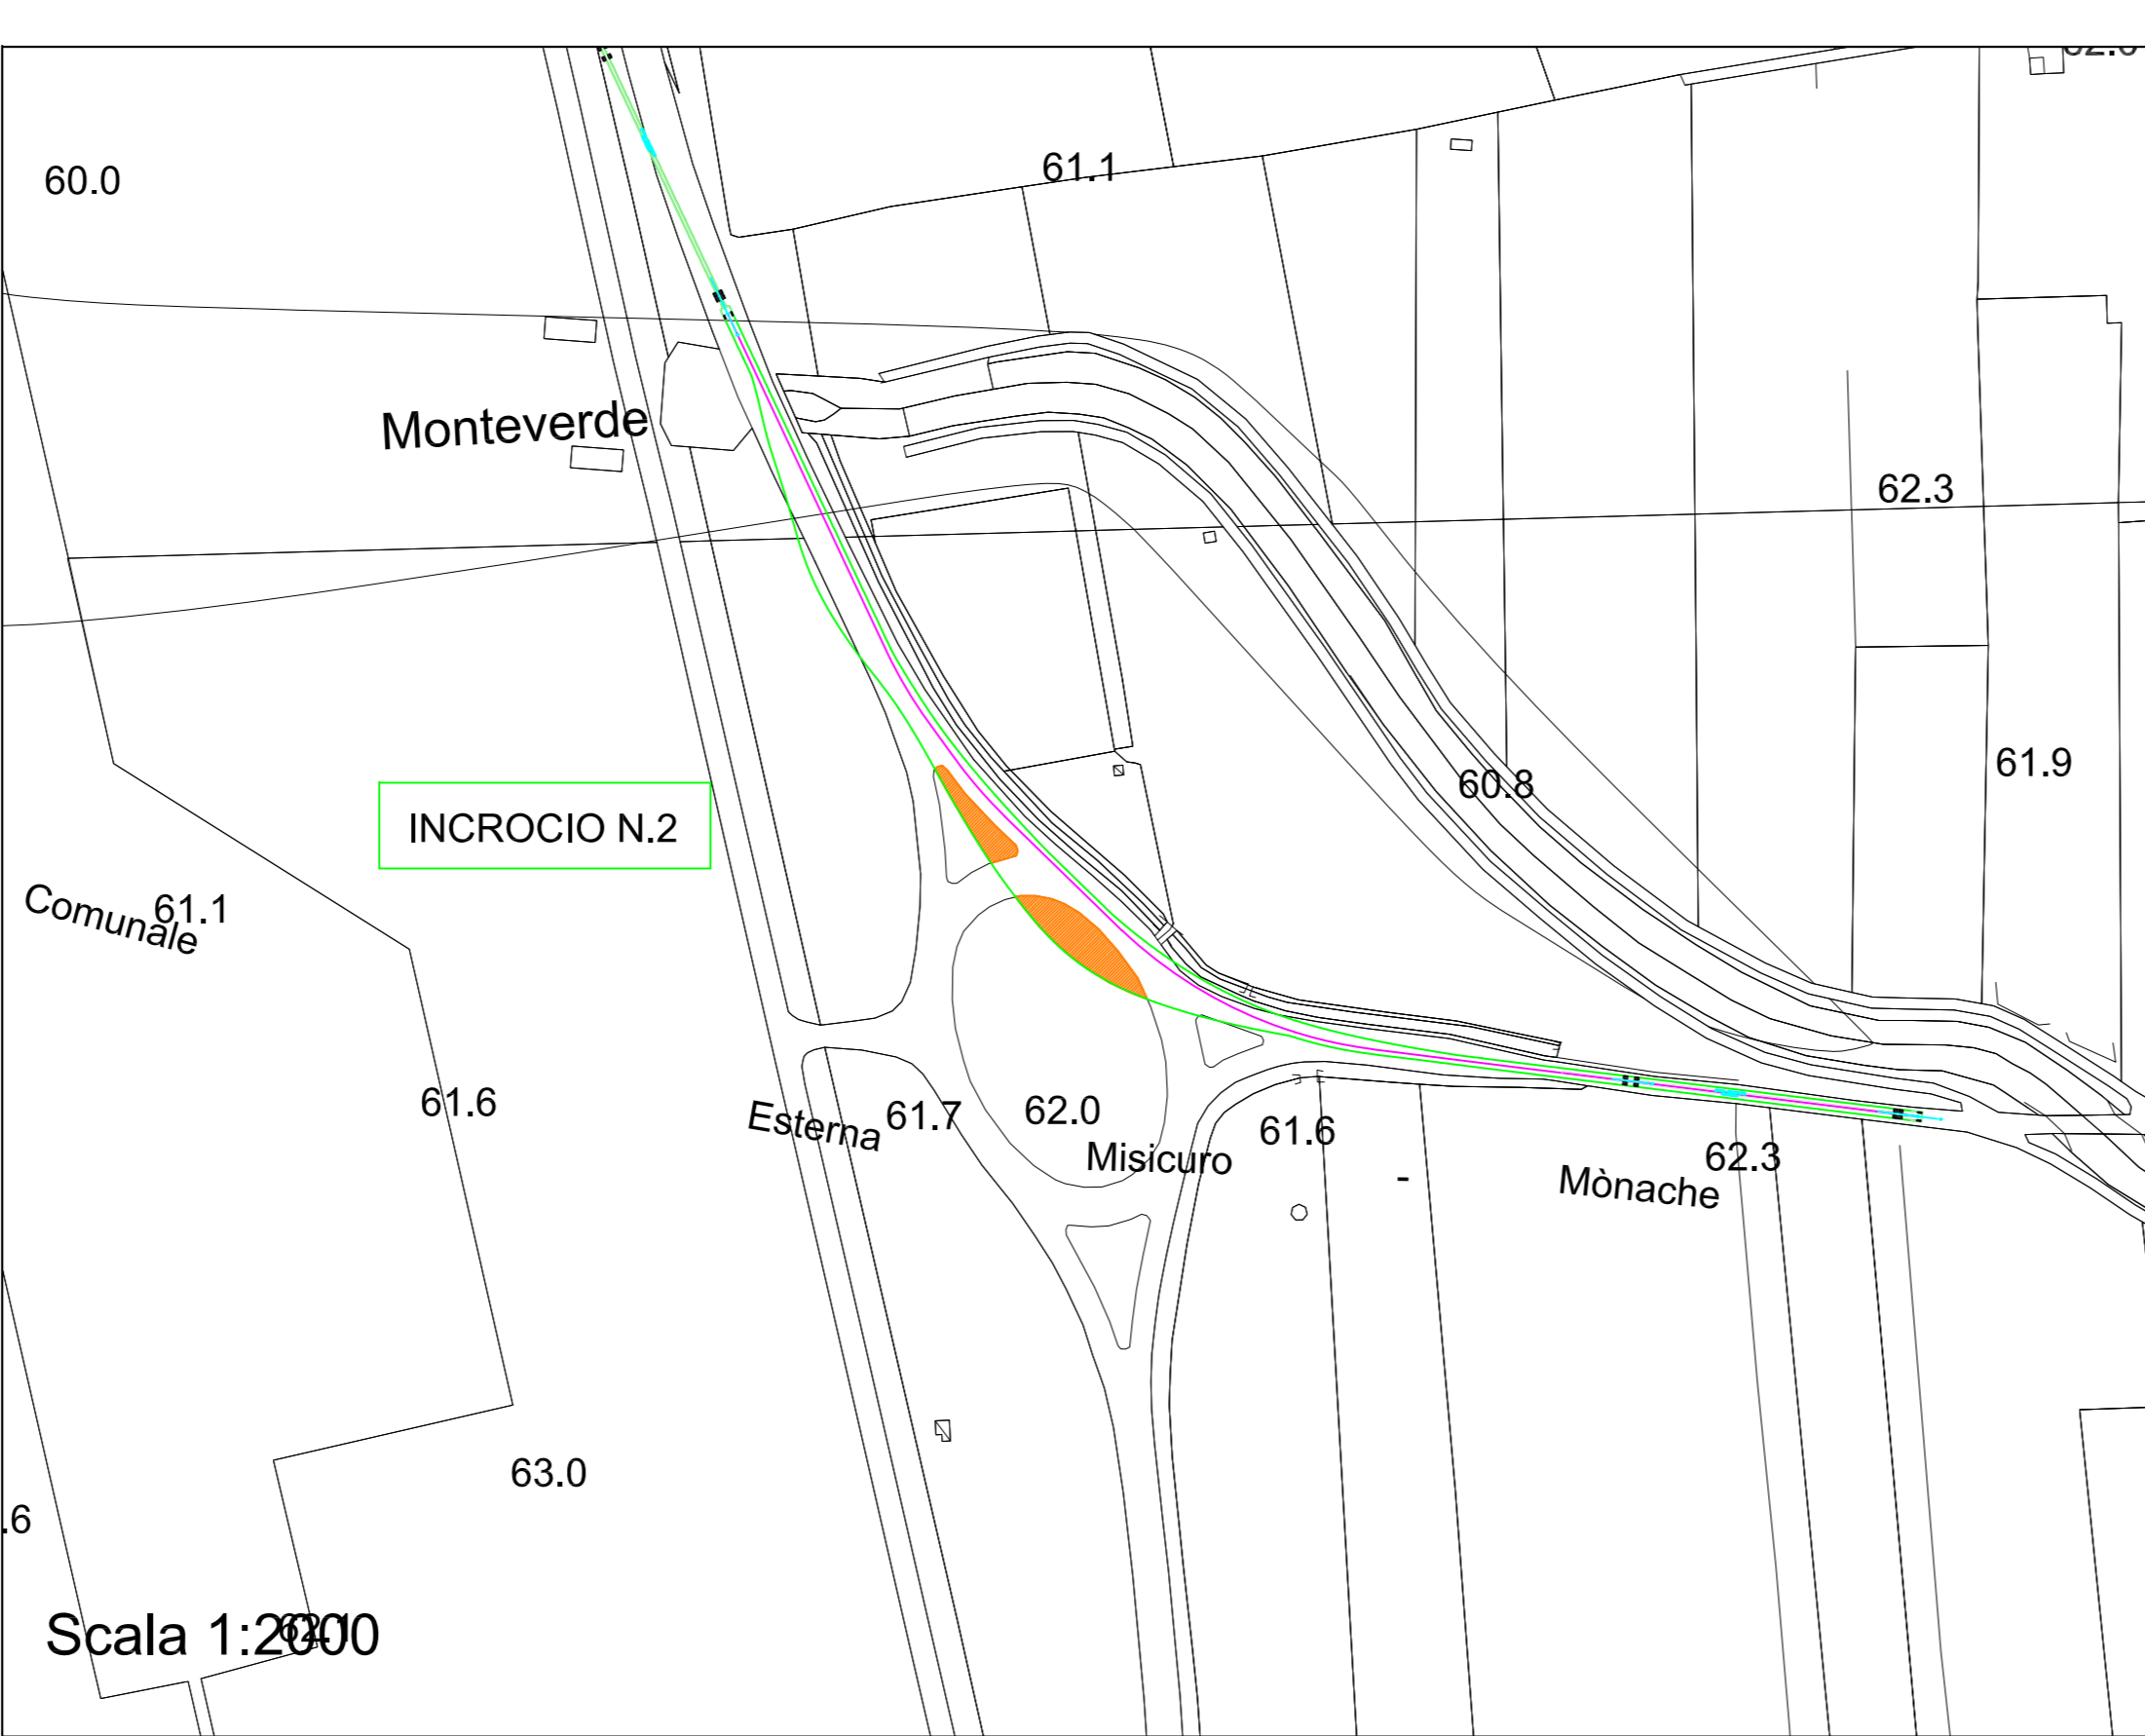 60.0
61.1
Monteverde
62.3
61.9
60.8
INCROCIO N.2
Comunale
61.1
61.6
Esterna
61.7
62.0
Misicuro
61.6
-
Mònache
62.3
63.0
.6
Scala 1:2000